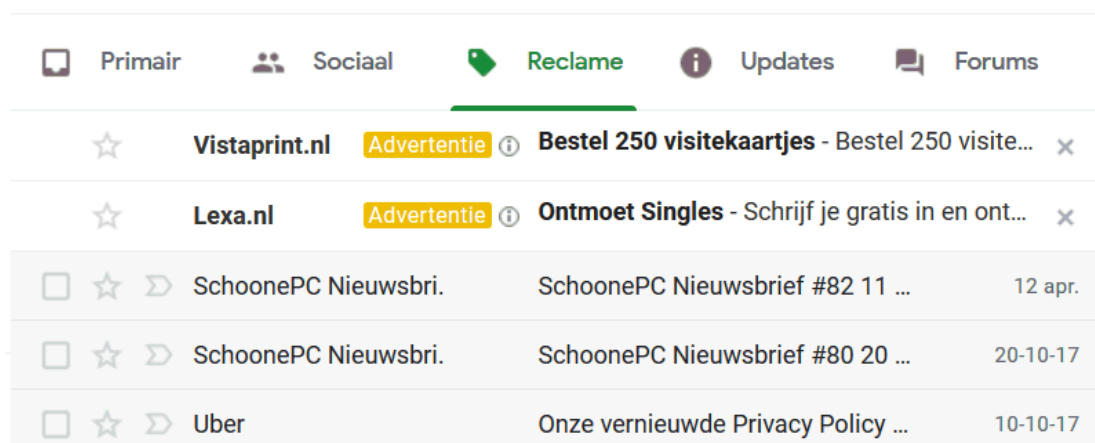 Primair Sociaal Reclame Updates Forums
Vistaprint.nl Advertentie Bestel 250 visitekaartjes - Bestel 250 visite...
Lexa.nl Advertentie Ontmoet Singles - Schrijf je gratis in en ont...
SchoonePC Nieuwsbri. SchoonePC Nieuwsbrief #82 11 ... 12 apr.
SchoonePC Nieuwsbri. SchoonePC Nieuwsbrief #80 20 ... 20-10-17
Uber Onze vernieuwde Privacy Policy ... 10-10-17